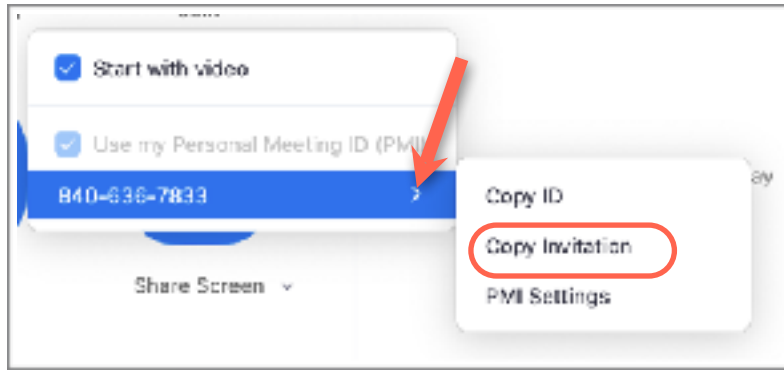 Start with video
Use my Personal Meeting ID (PMI
840-636-7833
Copy ID
Copy Invitation
PMI Settings
Share Screen
ay